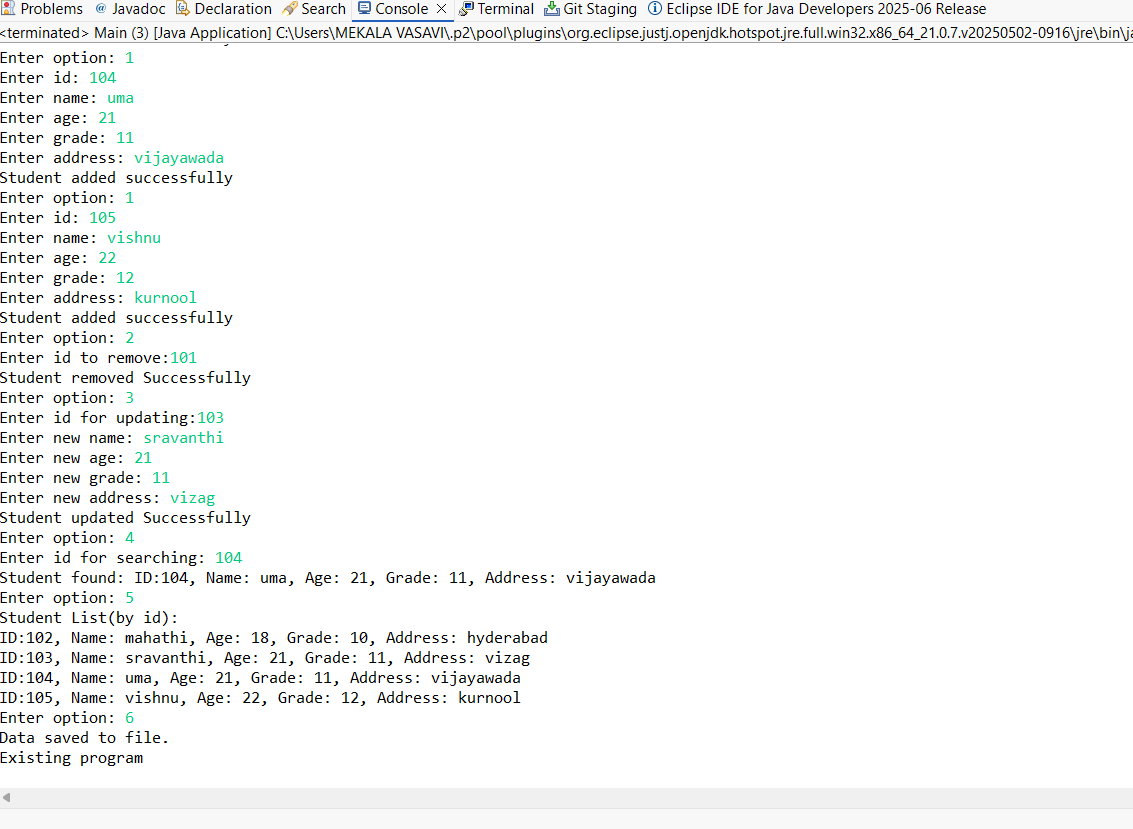 Problems @ Javadoc Declaration Search Console Terminal Git Staging Eclipse IDE for Java Developers 2025-06 Release
<terminated> Main (3) [Java Application] C:\Users\MEKALA VASAVI\.p2\pool\plugins\org.eclipse.justj.openjdk.hotspot.jre.full.win32.x86_64_21.0.7.v20250502-0916\jre\bin\
Enter option: 1
Enter id: 104
Enter name: uma
Enter age: 21
Enter grade: 11
Enter address: vijayawada
Student added successfully
Enter option: 1
Enter id: 105
Enter name: vishnu
Enter age: 22
Enter grade: 12
Enter address: kurnool
Student added successfully
Enter option: 2
Enter id to remove:101
Student removed Successfully
Enter option: 3
Enter id for updating:103
Enter new name: sravanthi
Enter new age: 21
Enter new grade: 11
Enter new address: vizag
Student updated Successfully
Enter option: 4
Enter id for searching: 104
Student found: ID:104, Name: uma, Age: 21, Grade: 11, Address: vijayawada
Enter option: 5
Student List(by id):
ID:102, Name: mahathi, Age: 18, Grade: 10, Address: hyderabad
ID:103, Name: sravanthi, Age: 21, Grade: 11, Address: vizag
ID:104, Name: uma, Age: 21, Grade: 11, Address: vijayawada
ID:105, Name: vishnu, Age: 22, Grade: 12, Address: kurnool
Enter option: 6
Data saved to file.
Existing program